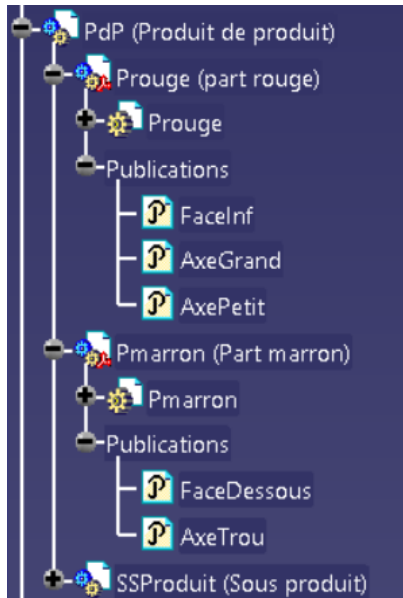 PdP (Produit de produit)
Prouge (part rouge)
Prouge
Publications
FaceInf
AxeGrand
AxePetit
Pmarron (Part marron)
Pmarron
Publications
FaceDessous
AxeTrou
SSProduit (Sous produit)